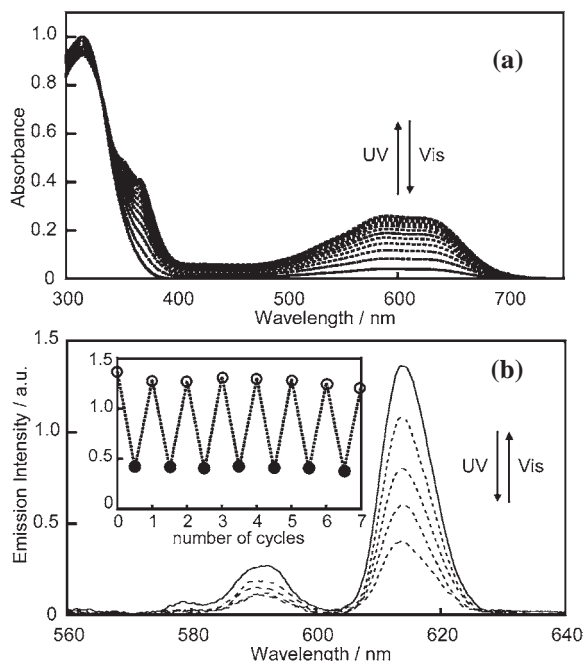 (a)
Absorbance
1.0
0.8
0.6
0.4
0.2
0
UV Vis
300 400 500 600 700
Wavelength / nm
(b)
Emission Intensity / a.u.
1.5
1.0
0.5
0
1.5
1.0
0.5
0
0 1 2 3 4 5 6 7
number of cycles
UV Vis
560 580 600 620 640
Wavelength / nm